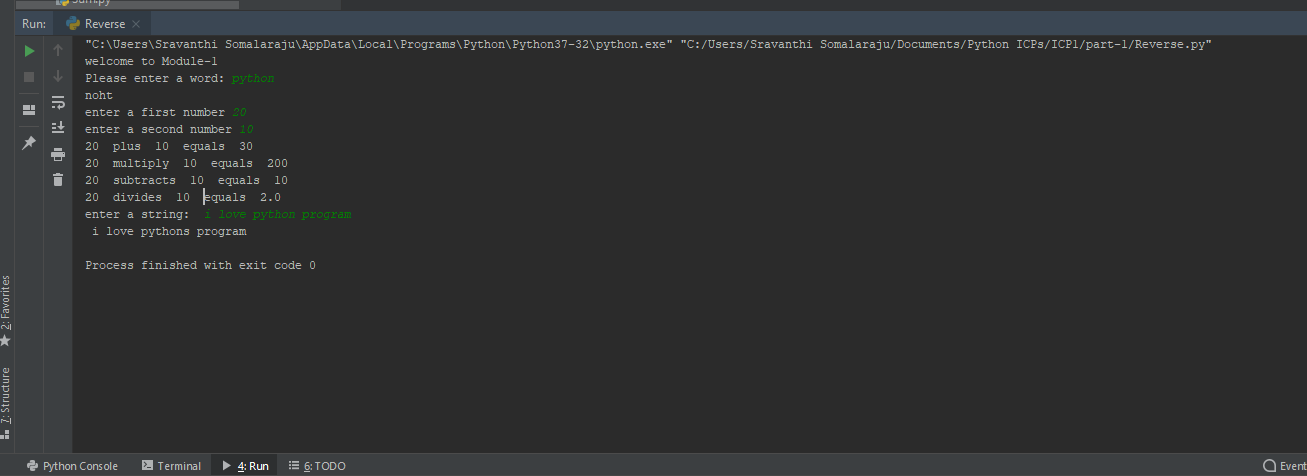 Sum.py
Run: Reverse
"C:\Users\Sravanthi Somalaraju\AppData\Local\Programs\Python\Python37-32\python.exe" "C:/Users/Sravanthi Somalaraju/Documents/Python ICPs/ICP1/part-1/Reverse.py"
welcome to Module-1
Please enter a word: python
noht
enter a first number 20
enter a second number 10
20 plus 10 equals 30
20 multiply 10 equals 200
20 subtracts 10 equals 10
20 divides 10 equals 2.0
enter a string: i love python program
i love pythons program
Process finished with exit code 0
2: Favorites
7: Structure
Python Console Terminal 4: Run 6: TODO Event